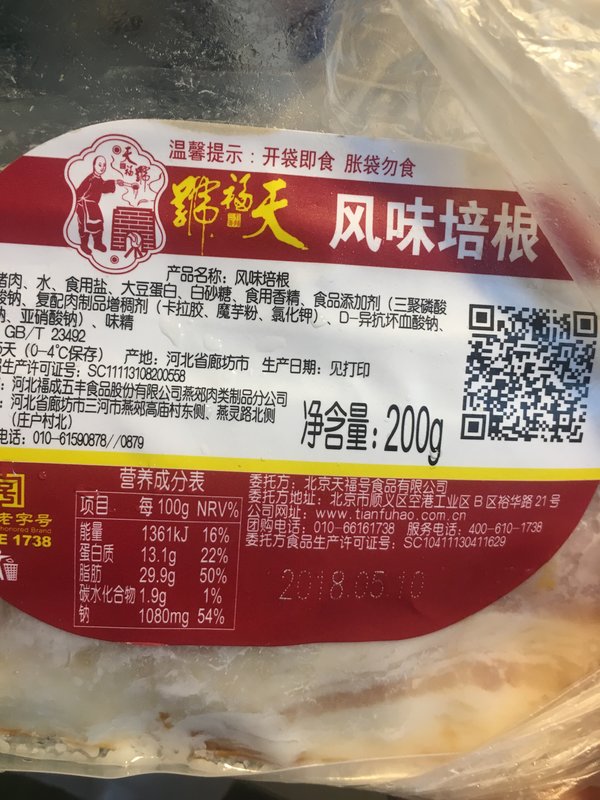 温馨提示：开袋即食 胀袋勿食
天福號
號福天
风味培根
产品名称：风味培根
猪肉、水、食用盐、大豆蛋白、白砂糖、食用香精、食品添加剂（三聚磷酸
酸钠、复配肉制品增稠剂（卡拉胶、魔芋粉、氯化钾）、D-异抗坏血酸钠、
亚硝酸钠）、味精
GB/T 23492
5天（0-4℃保存） 产地：河北省廊坊市 生产日期：见打印
生产许可证号：SC11113108200558
：河北福成五丰食品股份有限公司燕郊肉类制品分公司
：河北省廊坊市三河市燕郊高庙村东侧、燕灵路北侧
（庄户村北）
电话：010-61590878//0879
净含量：200g
老字号
honored Brand
E 1738
营养成分表
项目 每100g NRV%
能量 1361kJ 16%
蛋白质 13.1g 22%
脂肪 29.9g 50%
碳水化合物 1.9g 1%
钠 1080mg 54%
委托方：北京天福号食品有限公司
委托方地址：北京市顺义区空港工业区B区裕华路21号
公司网址：www.tianfuhao.com.cn
团购电话：010-66161738 服务电话：400-610-1738
委托方食品生产许可证号：SC10411130411629
2018.05.10